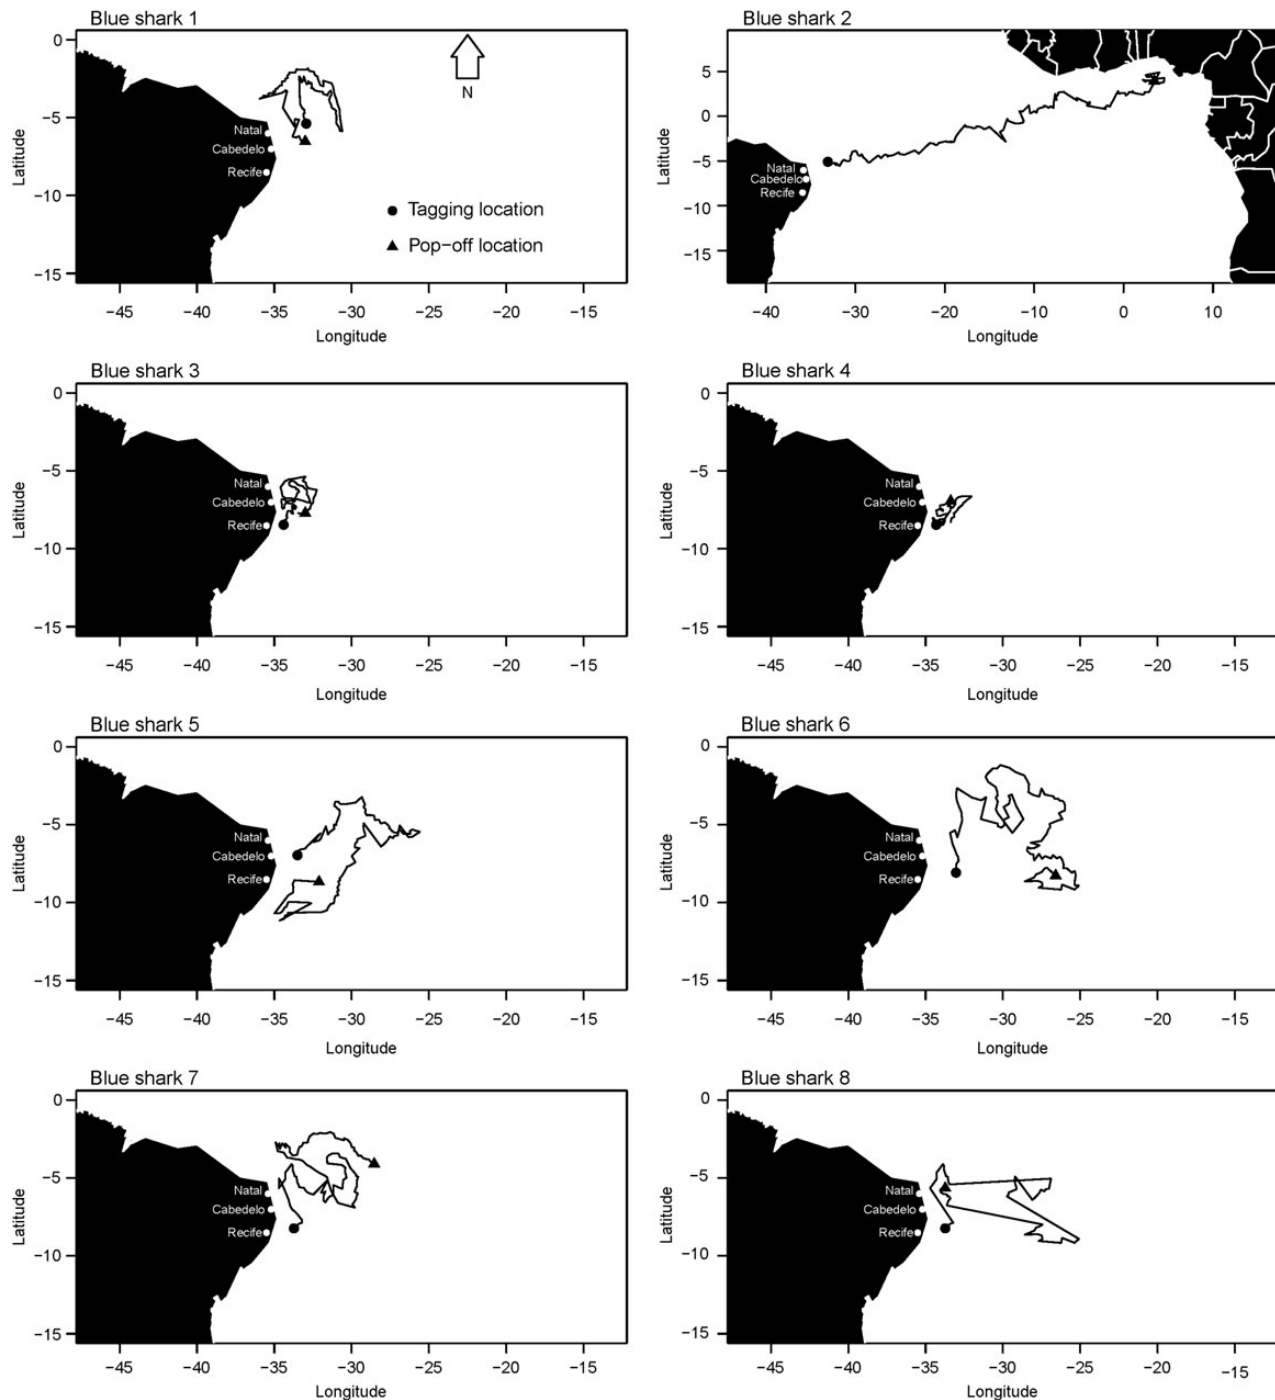 Blue shark 1
Blue shark 2
0
−5
−10
−15
Latitude
N
Natal
Cabedelo
Recife
Tagging location
Pop−off location
−45 −40 −35 −30 −25 −20 −15
Longitude
5
0
−5
−10
−15
Latitude
Natal
Cabedelo
Recife
−40 −30 −20 −10 0 10
Longitude
Blue shark 3
Blue shark 4
0
−5
−10
−15
Latitude
Natal
Cabedelo
Recife
−45 −40 −35 −30 −25 −20 −15
Longitude
0
−5
−10
−15
Latitude
Natal
Cabedelo
Recife
−45 −40 −35 −30 −25 −20 −15
Longitude
Blue shark 5
Blue shark 6
0
−5
−10
−15
Latitude
Natal
Cabedelo
Recife
−45 −40 −35 −30 −25 −20 −15
Longitude
0
−5
−10
−15
Latitude
Natal
Cabedelo
Recife
−45 −40 −35 −30 −25 −20 −15
Longitude
Blue shark 7
Blue shark 8
0
−5
−10
−15
Latitude
Natal
Cabedelo
Recife
−45 −40 −35 −30 −25 −20 −15
Longitude
0
−5
−10
−15
Latitude
Natal
Cabedelo
Recife
−45 −40 −35 −30 −25 −20 −15
Longitude